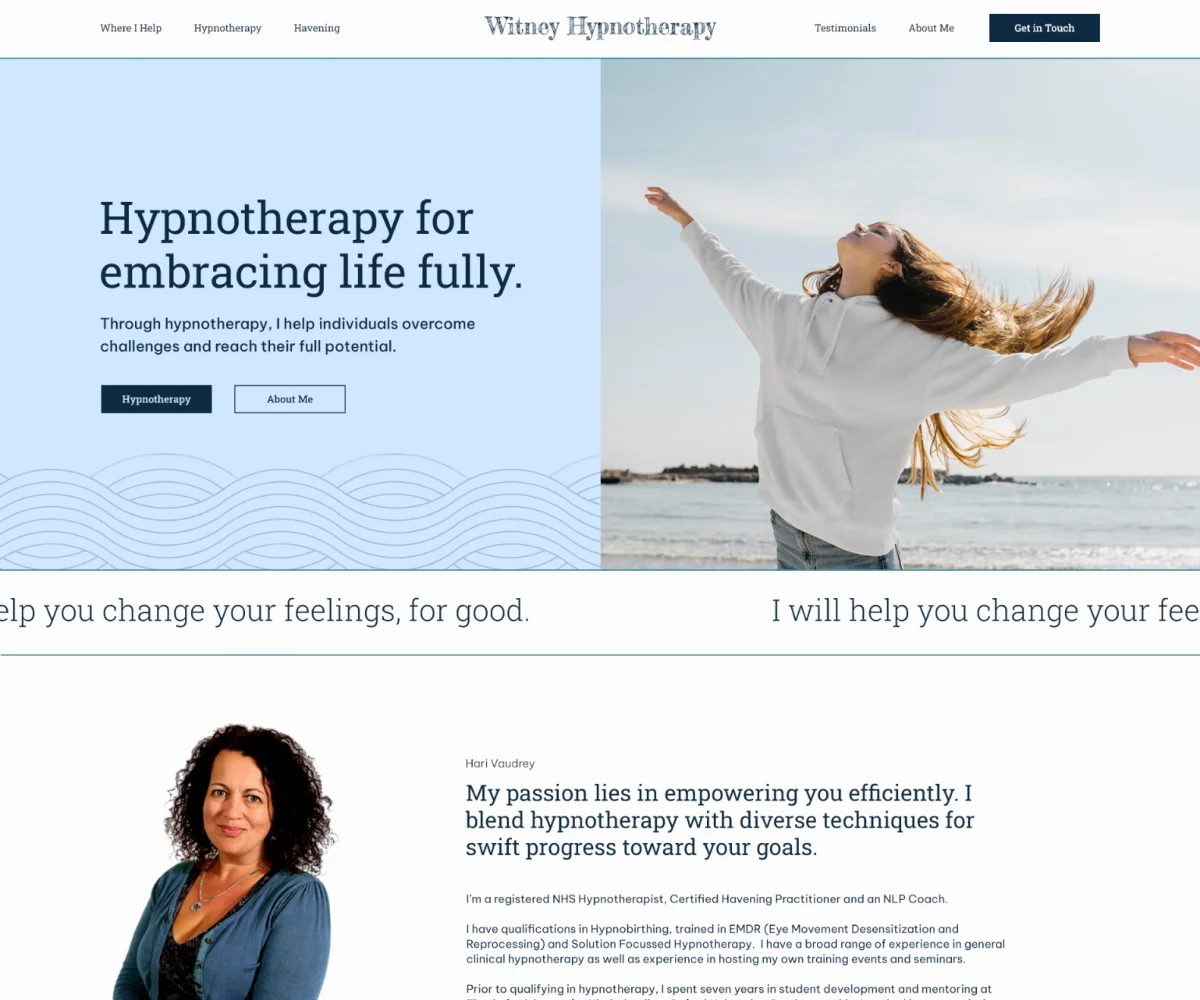 Where I Help
Hypnotherapy
Havening
Witney Hypnotherapy
Testimonials
About Me
Get in Touch
Hypnotherapy for
embracing life fully.
Through hypnotherapy, I help individuals overcome
challenges and reach their full potential.
Hypnotherapy
About Me
elp you change your feelings, for good.
I will help you change your fee
Hari Vaudrey
My passion lies in empowering you efficiently. I
blend hypnotherapy with diverse techniques for
swift progress toward your goals.
I'm a registered NHS Hypnotherapist, Certified Havening Practitioner and an NLP Coach.
I have qualifications in Hypnobirthing, trained in EMDR (Eye Movement Desensitization and
Reprocessing) and Solution Focussed Hypnotherapy. I have a broad range of experience in general
clinical hypnotherapy as well as experience in hosting my own training events and seminars.
Prior to qualifying in hypnotherapy, I spent seven years in student development and mentoring at